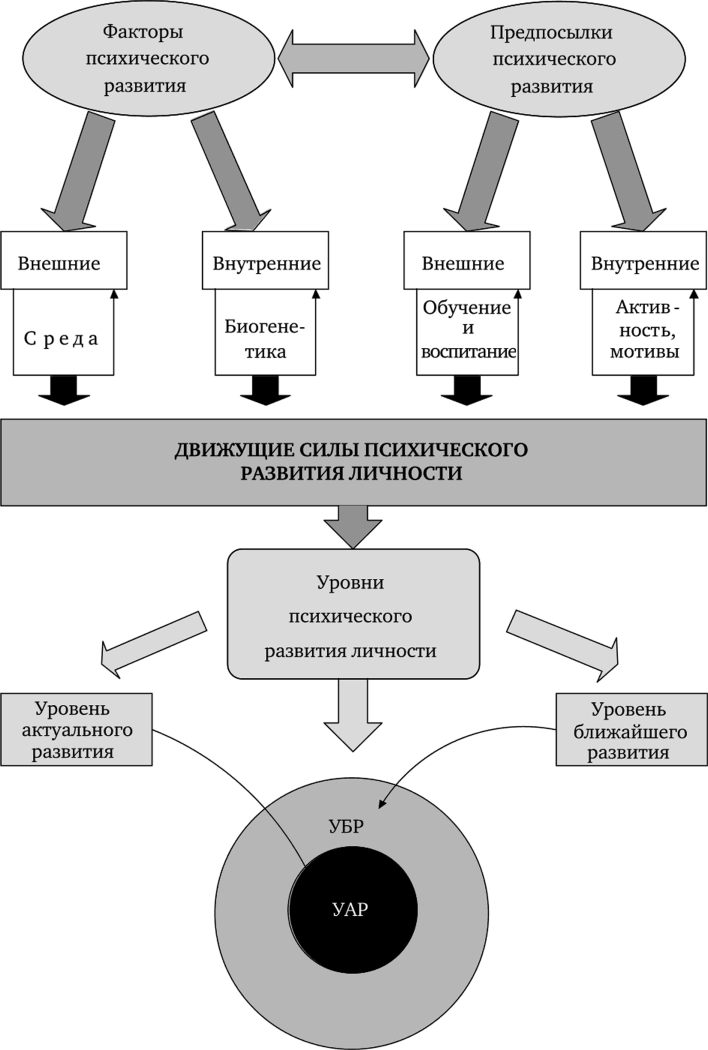 Факторы
психического
развития
Предпосылки
психического
развития
Внешние
Внутренние
Внешние
Внутренние
Среда
Биогене-
тика
Обучение
и
воспитание
Актив-
ность,
мотивы
ДВИЖУЩИЕ СИЛЫ ПСИХИЧЕСКОГО
РАЗВИТИЯ ЛИЧНОСТИ
Уровни
психического
развития личности
Уровень
актуального
развития
Уровень
ближайшего
развития
УБР
УАР